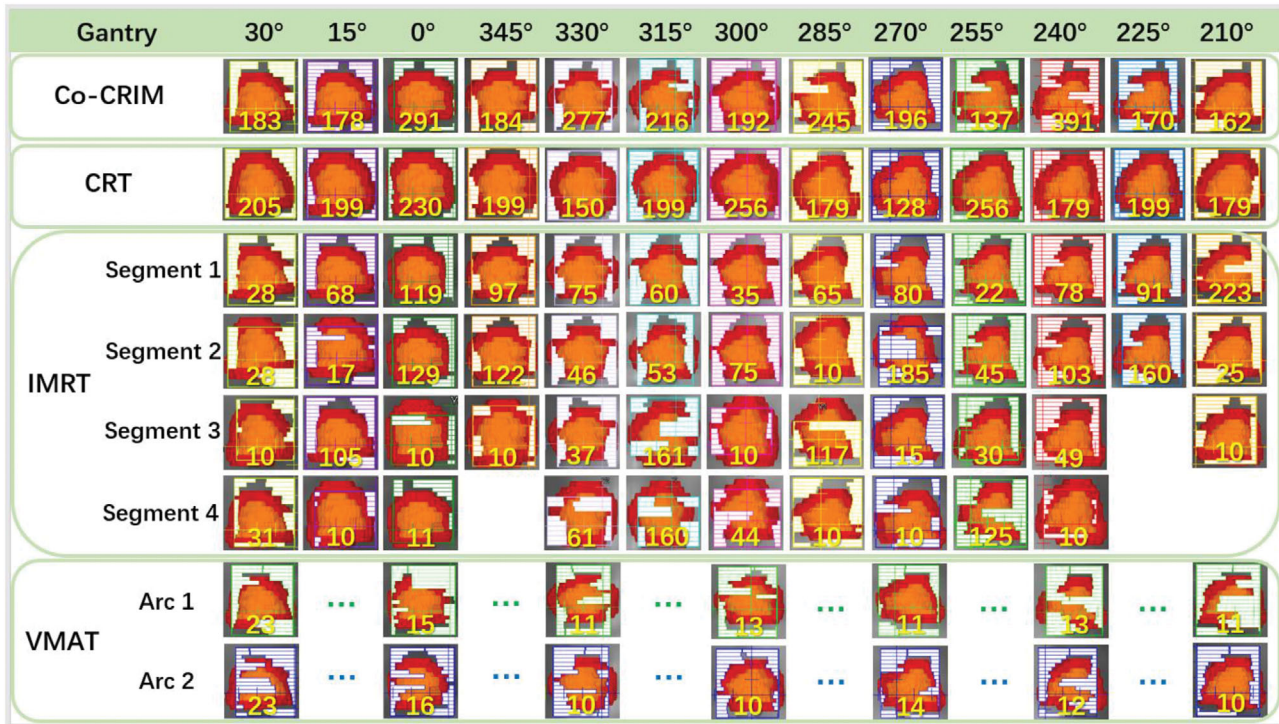 Gantry 30° 15° 0° 345° 330° 315° 300° 285° 270° 255° 240° 225° 210°
Co-CRIM 183 178 291 184 277 216 192 245 196 137 391 170 162
CRT 205 199 230 199 150 199 256 179 128 256 179 199 179
IMRT
Segment 1 28 68 119 97 75 60 35 65 80 22 78 91 223
Segment 2 28 17 129 122 46 53 75 10 185 45 103 160 25
Segment 3 10 105 10 10 37 161 10 117 15 30 49 10
Segment 4 31 10 11 61 160 44 10 10 125 10
VMAT
Arc 1 23 ... 15 ... 11 ... 13 ... 11 ... 13 ... 11
Arc 2 23 ... 16 ... 10 ... 10 ... 14 ... 12 ... 10